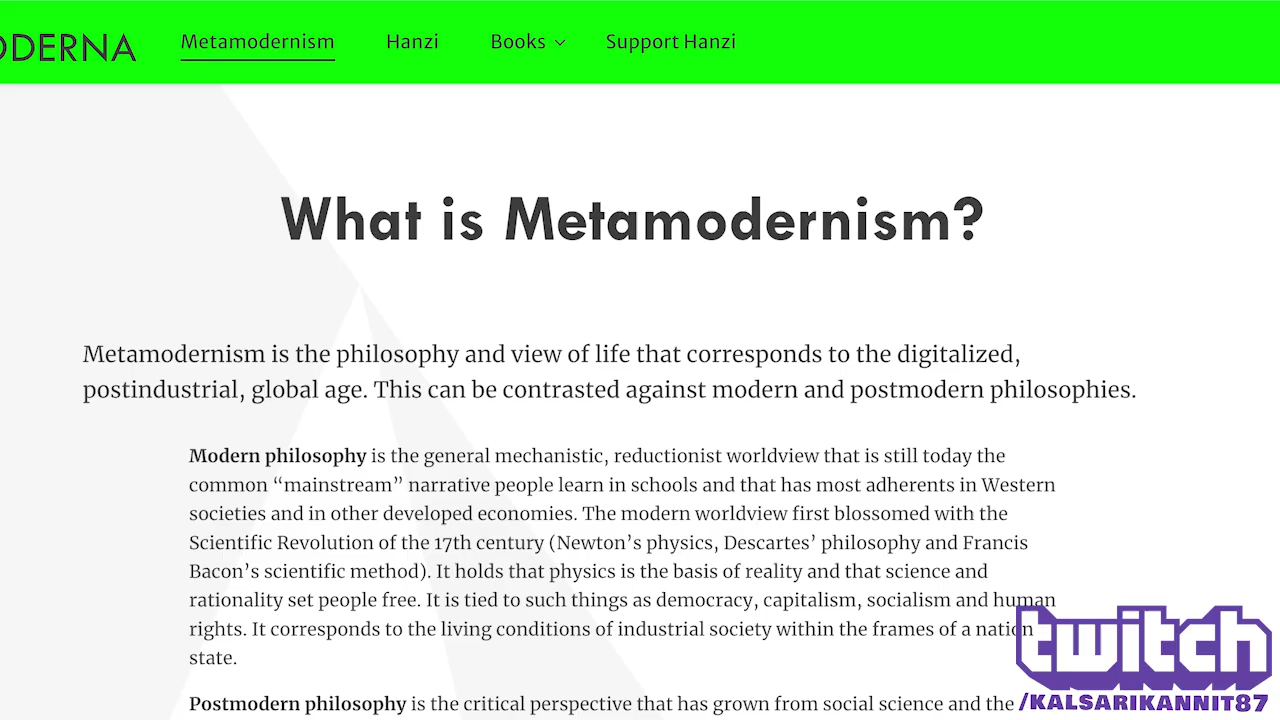 ODERNA Metamodernism Hanzi Books Support Hanzi
What is Metamodernism?
Metamodernism is the philosophy and view of life that corresponds to the digitalized,
postindustrial, global age. This can be contrasted against modern and postmodern philosophies.
Modern philosophy is the general mechanistic, reductionist worldview that is still today the
common “mainstream” narrative people learn in schools and that has most adherents in Western
societies and in other developed economies. The modern worldview first blossomed with the
Scientific Revolution of the 17th century (Newton’s physics, Descartes’ philosophy and Francis
Bacon’s scientific method). It holds that physics is the basis of reality and that science and
rationality set people free. It is tied to such things as democracy, capitalism, socialism and human
rights. It corresponds to the living conditions of industrial society within the frames of a nation
state.
Postmodern philosophy is the critical perspective that has grown from social science and the
twitch
/KALSARIKANNIT87